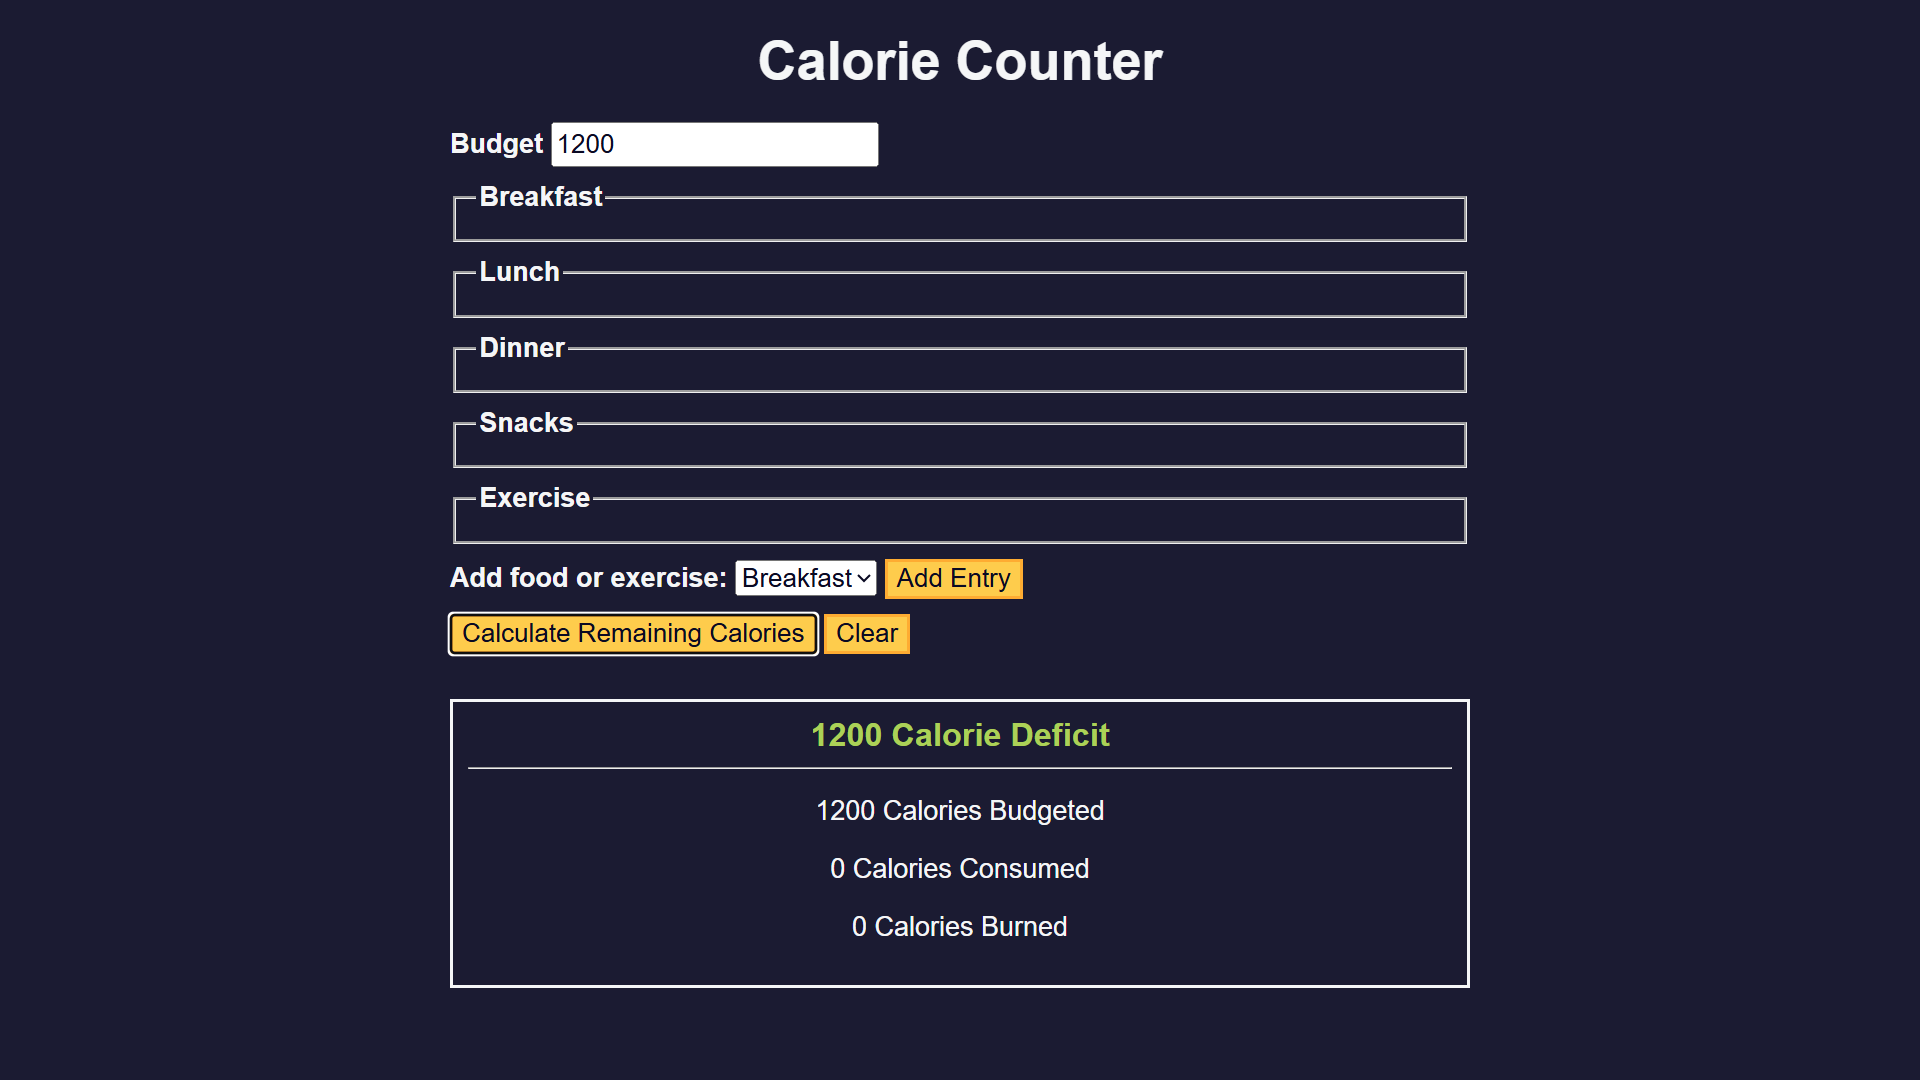 Calorie Counter
Budget 1200
Breakfast
Lunch
Dinner
Snacks
Exercise
Add food or exercise: Breakfast Add Entry
Calculate Remaining Calories Clear
1200 Calorie Deficit
1200 Calories Budgeted
0 Calories Consumed
0 Calories Burned